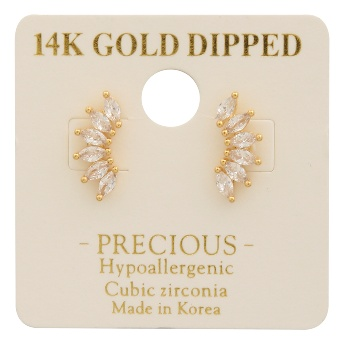 14K GOLD DIPPED
- PRECIOUS -
Hypoallergenic
Cubic zirconia
Made in Korea